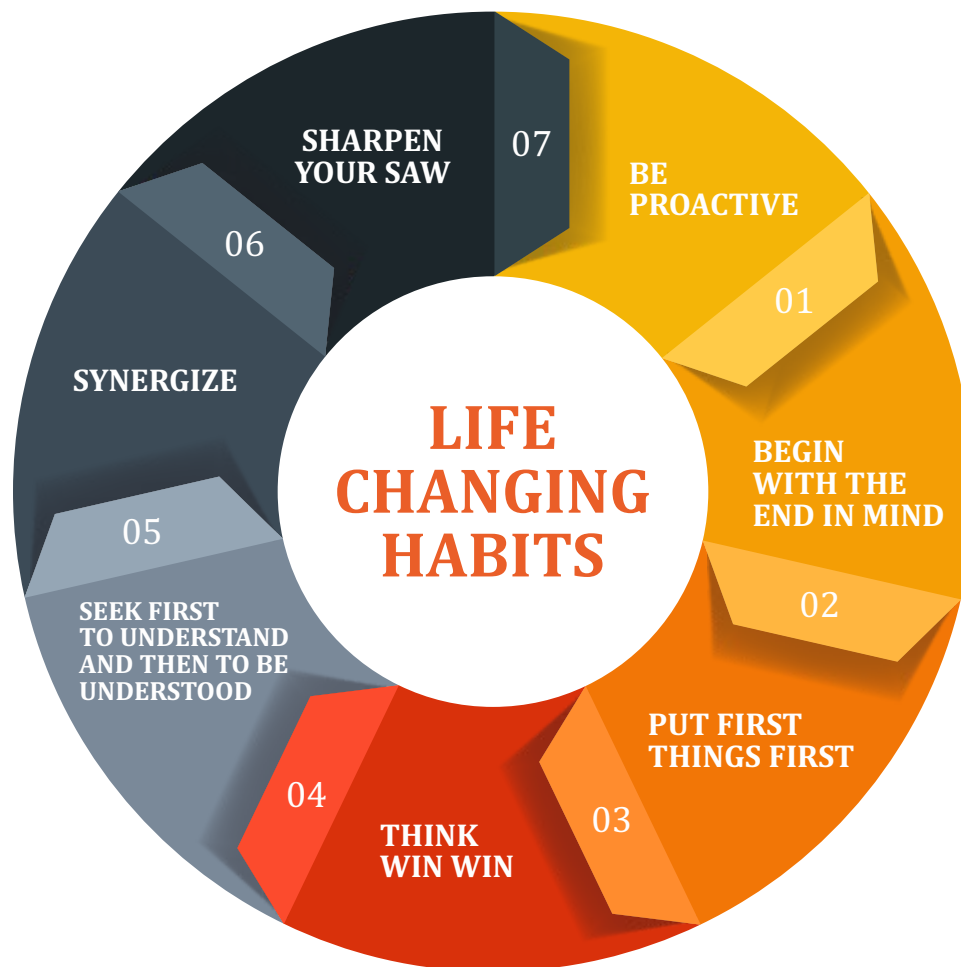 LIFE
CHANGING
HABITS
BE
PROACTIVE
01
BEGIN
WITH THE
END IN MIND
02
PUT FIRST
THINGS FIRST
03
THINK
WIN WIN
04
SEEK FIRST
TO UNDERSTAND
AND THEN TO BE
UNDERSTOOD
05
SYNERGIZE
06
SHARPEN
YOUR SAW
07